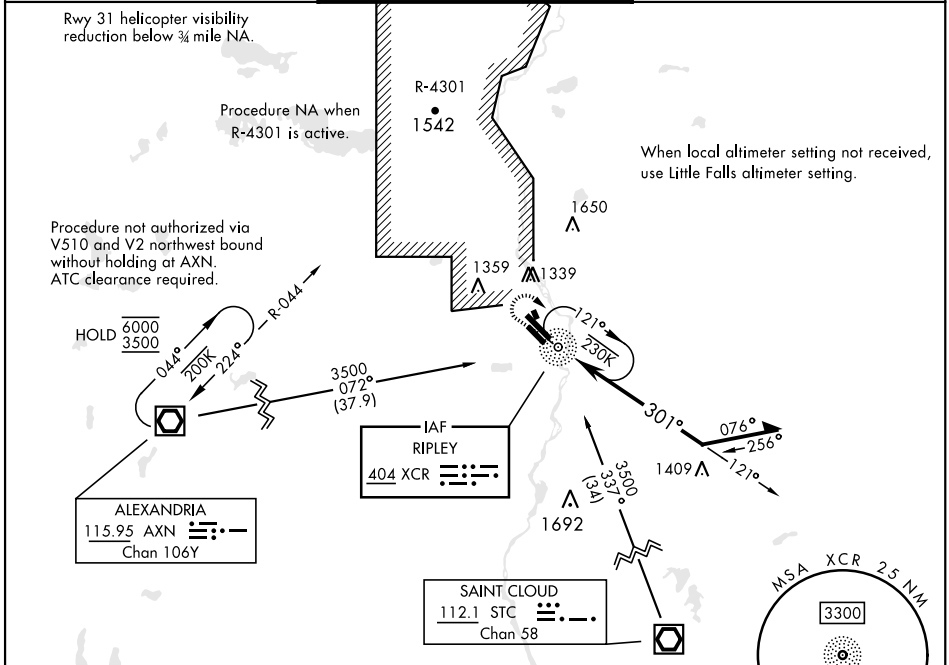 Rwy 31 helicopter visibility
reduction below ¾ mile NA.
R-4301
1542
Procedure NA when
R-4301 is active.
When local altimeter setting not received,
use Little Falls altimeter setting.
1650
Procedure not authorized via
V510 and V2 northwest bound
without holding at AXN.
ATC clearance required.
1359
1339
R-044
HOLD 6000
3500
044°
200K
224°
121°
230K
3500
072°
(37.9)
301°
076°
256°
121°
1409
IAF
RIPLEY
404 XCR
3500
337°
(34)
1692
ALEXANDRIA
115.95 AXN
Chan 106Y
SAINT CLOUD
112.1 STC
Chan 58
MSA XCR 25 NM
3300